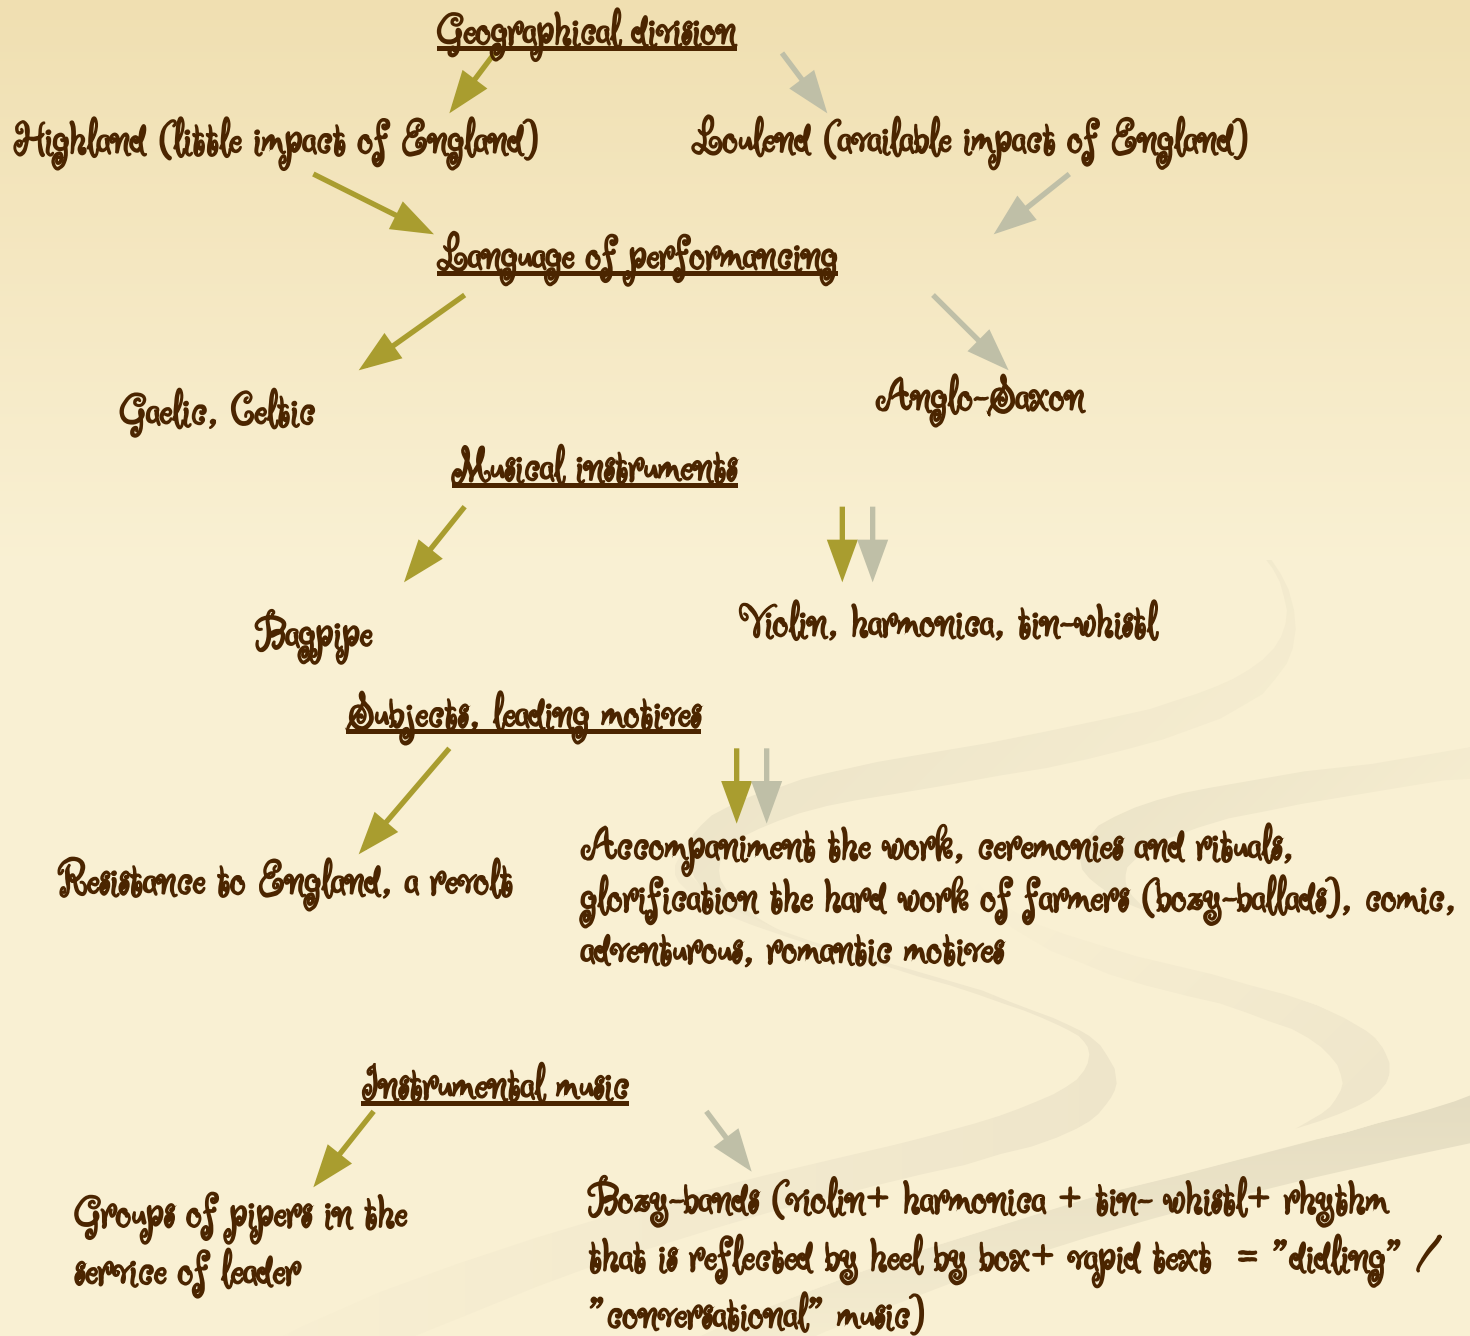 Geographical division
Highland (little impact of England)
Loulend (available impact of England)
Language of performancing
Gaelic, Celtic
Anglo-Saxon
Musical instruments
Bagpipe
Violin, harmonica, tin-whistl
Subjects, leading motives
Resistance to England, a revolt
Accompaniment the work, ceremonies and rituals,
glorification the hard work of farmers (bozy-ballads), comic,
adventurous, romantic motives
Instrumental music
Groups of pipers in the
service of leader
Bozy-bands (violin+ harmonica + tin- whistl+ rhythm
that is reflected by heel by box+ rapid text = "didling" /
"conversational" music)